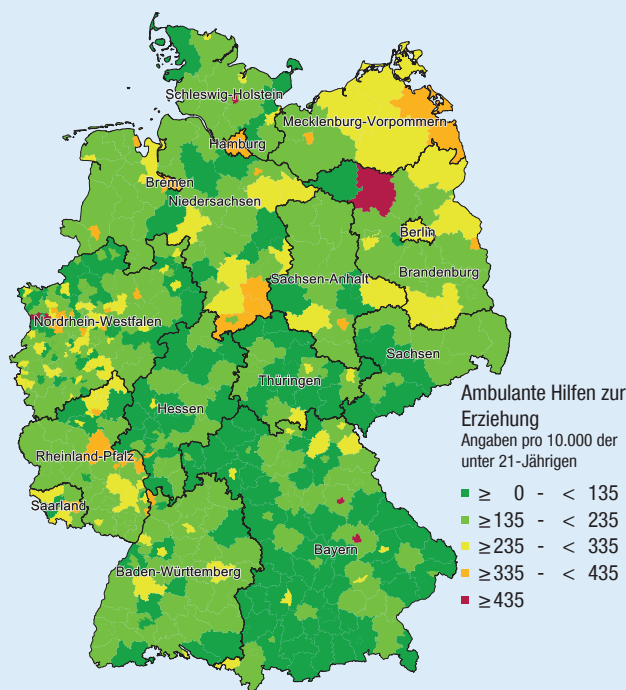 Schleswig-Holstein
Mecklenburg-Vorpommern
Hamburg
Bremen
Niedersachsen
Berlin
Sachsen-Anhalt
Brandenburg
Nordrhein-Westfalen
Sachsen
Thüringen
Hessen
Rheinland-Pfalz
Saarland
Bayern
Baden-Württemberg
Ambulante Hilfen zur
Erziehung
Angaben pro 10.000 der
unter 21-Jährigen
≥ 0 - < 135
≥135 - < 235
≥235 - < 335
≥335 - < 435
≥435